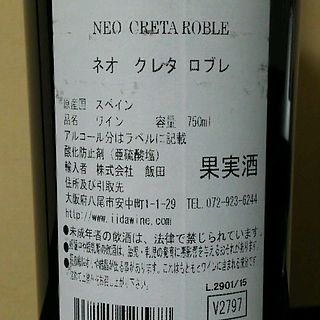 NEO CRETA ROBLE
ネオ クレタ ロブレ
原産国 スペイン
品名 ワイン 容量 750ml
アルコール分はラベルに記載
酸化防止剤(亜硫酸塩)
輸入者 株式会社 飯田
果実酒
住所及び引取先
大阪府八尾市安中町1-1-29 TEL. 072-923-6244
http://www.iidawine.com/
●未成年者の飲酒は、法律で禁じられています。
L.2901/15
V2797